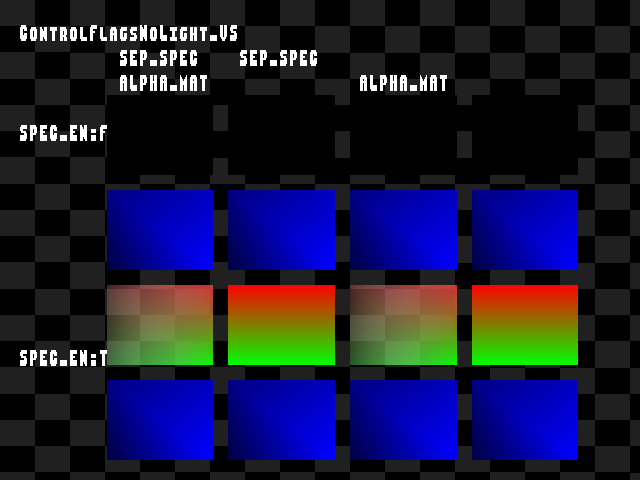 ControlFlagsNoLight_VS
SEP_SPEC SEP_SPEC
ALPHA_MAT ALPHA_MAT
SPEC_EN:F
SPEC_EN:T